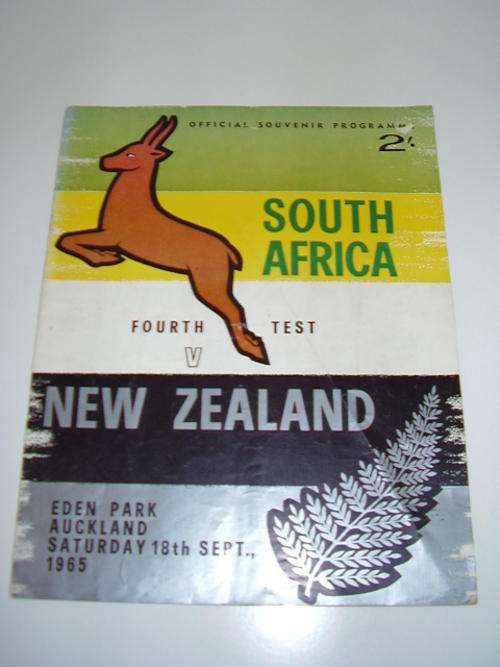 OFFICIAL SOUVENIR PROGRAMME
2/-
SOUTH
AFRICA
FOURTH TEST
V
NEW ZEALAND
EDEN PARK
AUCKLAND
SATURDAY 18th SEPT.,
1965